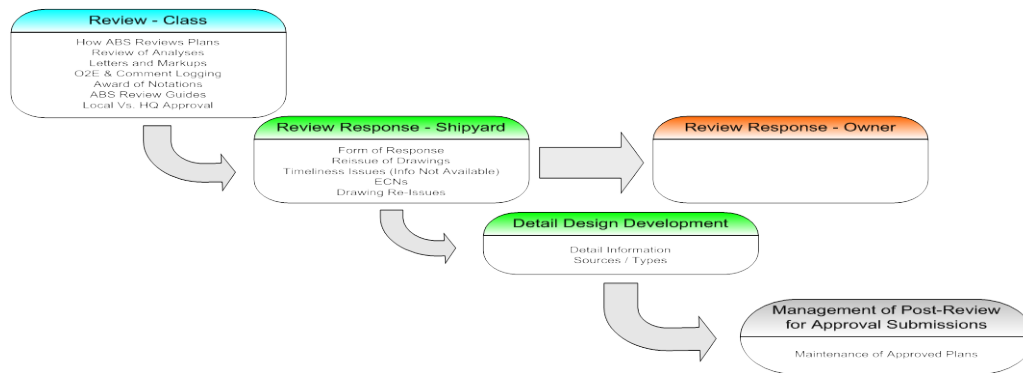 Review - Class
How ABS Reviews Plans
Review of Analyses
Letters and Markups
O2E & Comment Logging
Award of Notations
ABS Review Guides
Local Vs. HQ Approval
Review Response - Shipyard
Form of Response
Reissue of Drawings
Timeliness Issues (Info Not Available)
ECNs
Drawing Re-Issues
Review Response - Owner
Detail Design Development
Detail Information
Sources / Types
Management of Post-Review
for Approval Submissions
Maintenance of Approved Plans